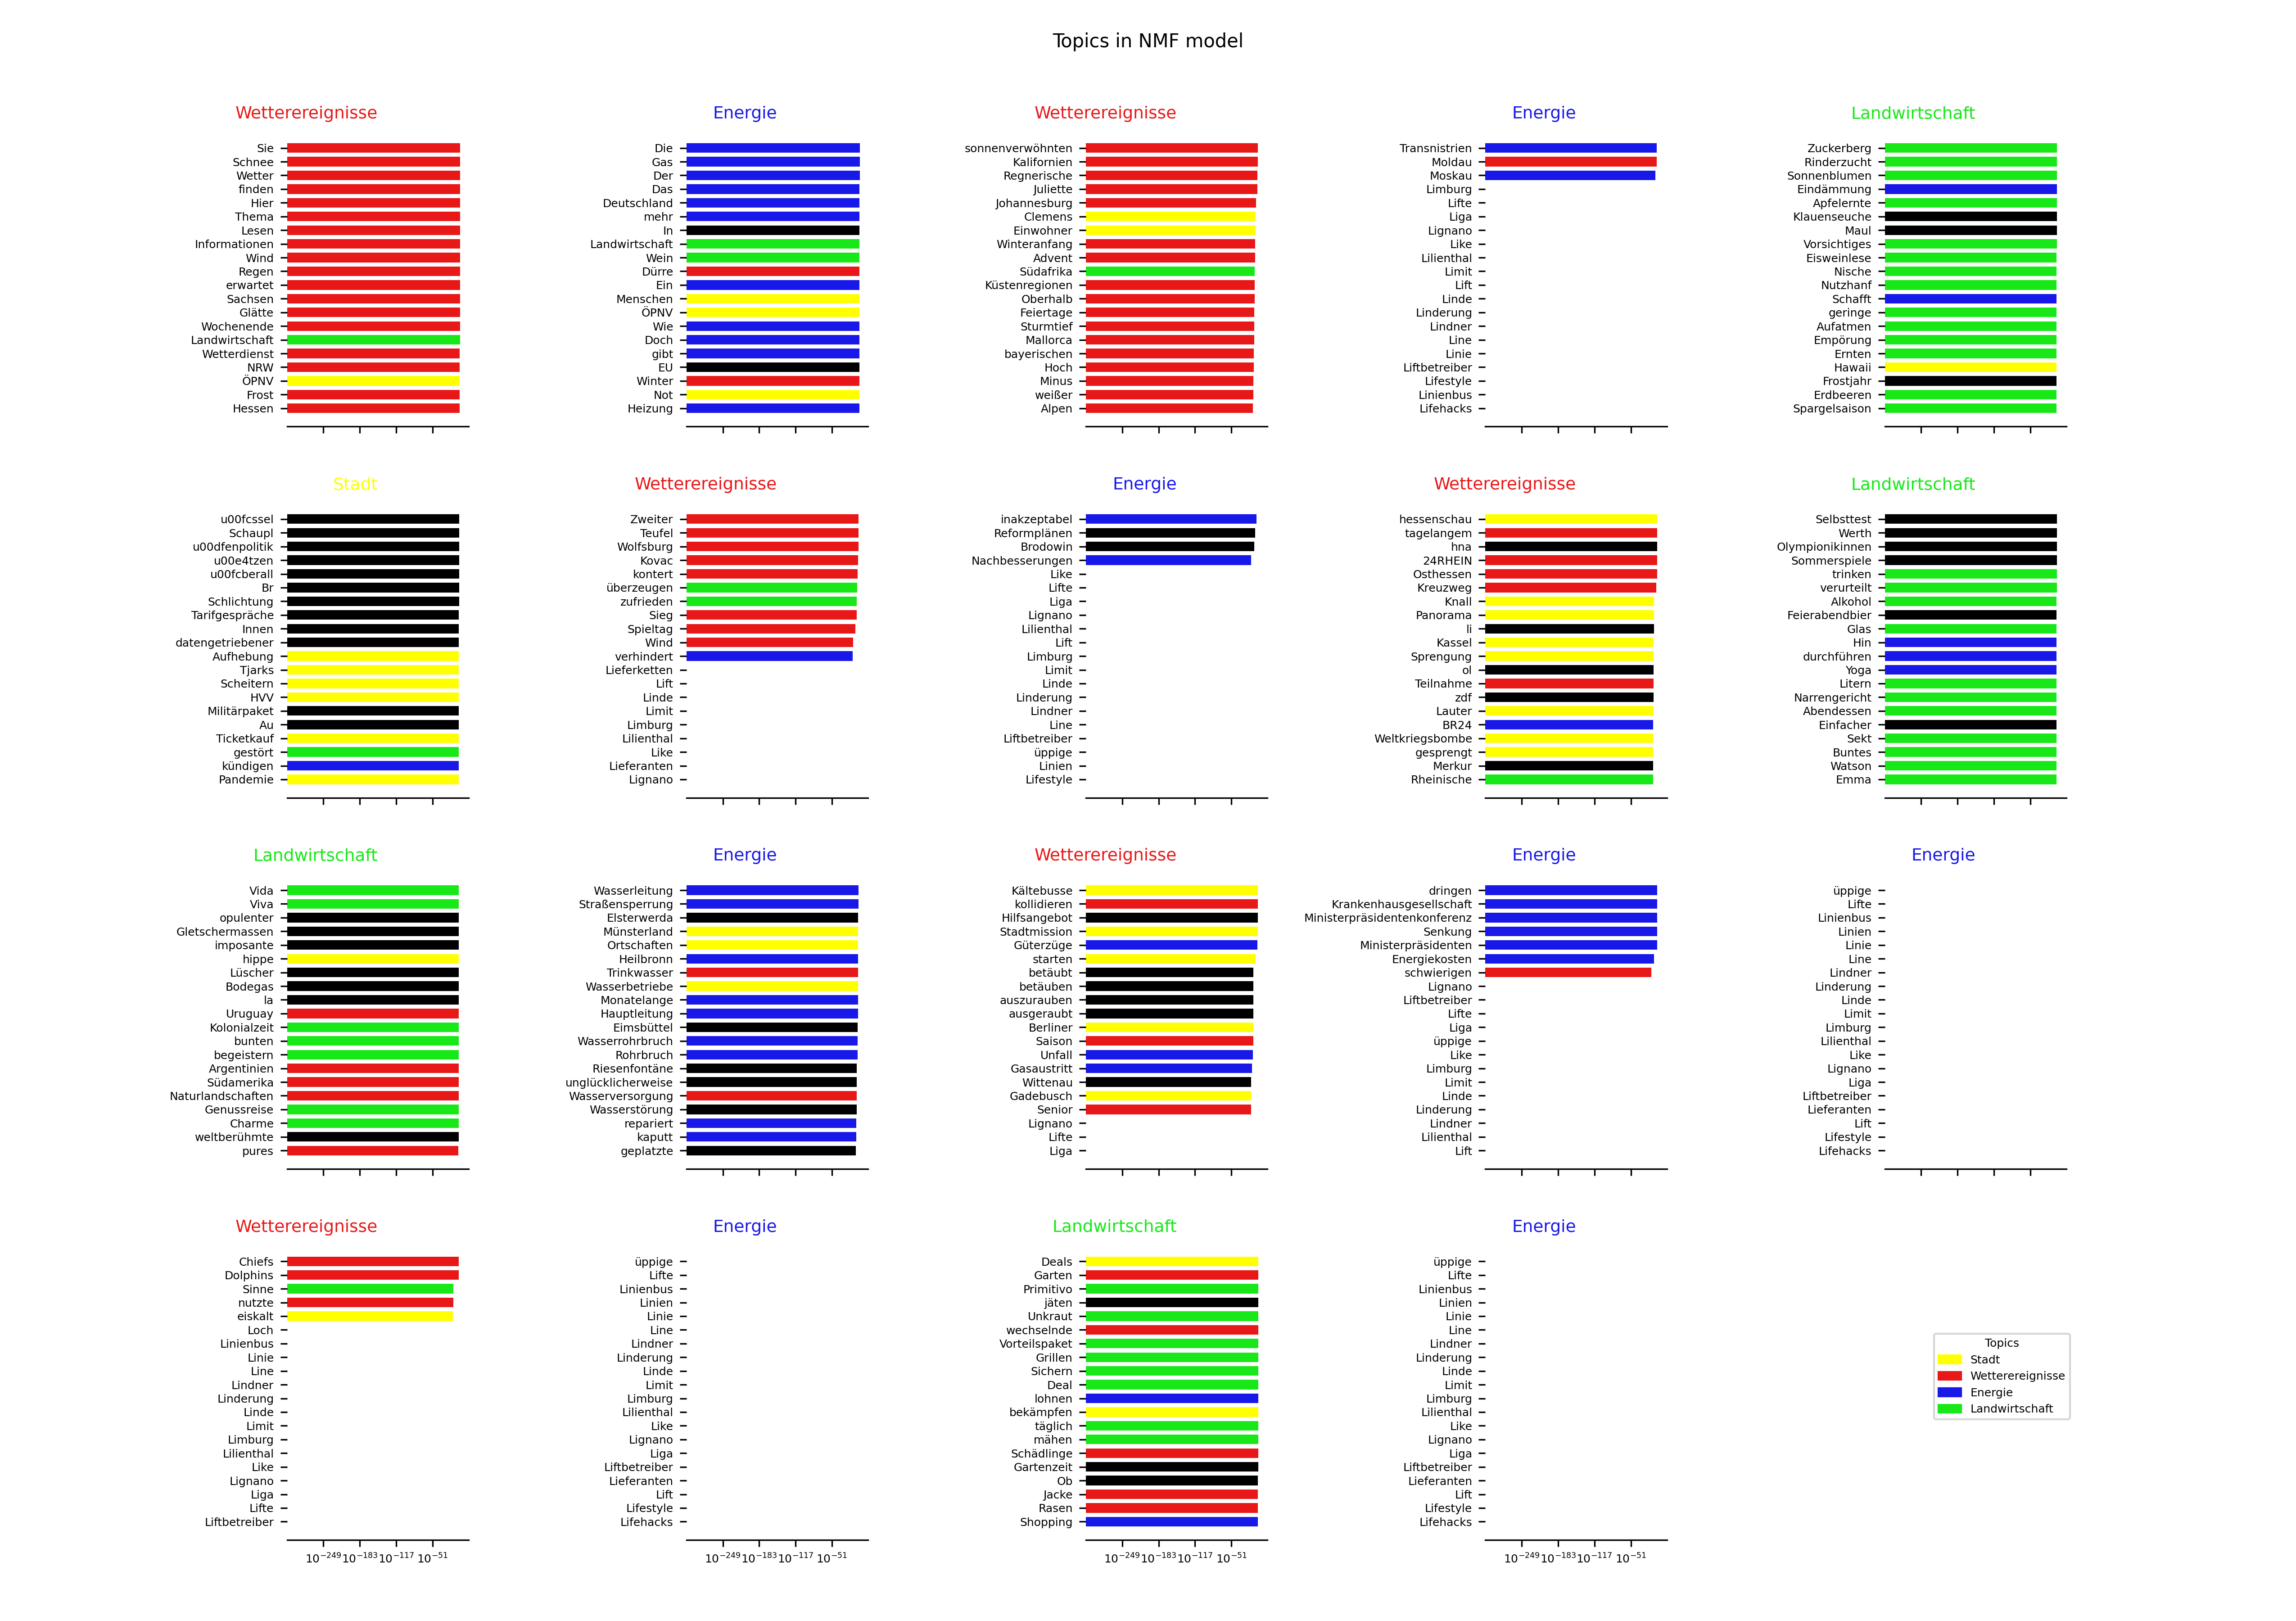 Topics in NMF model
Wetterereignisse
Sie
Schnee
Wetter
finden
Hier
Thema
Lesen
Informationen
Wind
Regen
erwartet
Sachsen
Glätte
Wochenende
Landwirtschaft
Wetterdienst
NRW
ÖPNV
Frost
Hessen
Energie
Die
Gas
Der
Das
Deutschland
mehr
In
Landwirtschaft
Wein
Dürre
Ein
Menschen
ÖPNV
Wie
Doch
gibt
EU
Winter
Not
Heizung
Wetterereignisse
sonnenverwöhnten
Kalifornien
Regnerische
Juliette
Johannesburg
Clemens
Einwohner
Winteranfang
Advent
Südafrika
Küstenregionen
Oberhalb
Feiertage
Sturmtief
Mallorca
bayerischen
Hoch
Minus
weißer
Alpen
Energie
Transnistrien
Moldau
Moskau
Limburg
Lifte
Liga
Lignano
Like
Lilienthal
Limit
Lift
Linde
Linderung
Lindner
Line
Linie
Liftbetreiber
Lifestyle
Linienbus
Lifehacks
Landwirtschaft
Zuckerberg
Rinderzucht
Sonnenblumen
Eindämmung
Apfelernte
Klauenseuche
Maul
Vorsichtiges
Eisweinlese
Nische
Nutzhanf
Schafft
geringe
Aufatmen
Empörung
Ernten
Hawaii
Frostjahr
Erdbeeren
Spargelsaison
Stadt
u00fcssel
Schaupl
u00dfenpolitik
u00e4tzen
u00fcberall
Br
Schlichtung
Tarifgespräche
Innen
datengetriebener
Aufhebung
Tjarks
Scheitern
HVV
Militärpaket
Au
Ticketkauf
gestört
kündigen
Pandemie
Wetterereignisse
Zweiter
Teufel
Wolfsburg
Kovac
kontert
überzeugen
zufrieden
Sieg
Spieltag
Wind
verhindert
Lieferketten
Lift
Linde
Limit
Limburg
Lilienthal
Like
Lieferanten
Lignano
Energie
inakzeptabel
Reformplänen
Brodowin
Nachbesserungen
Like
Lifte
Liga
Lignano
Lilienthal
Lift
Limburg
Limit
Linde
Linderung
Lindner
Line
Liftbetreiber
üppige
Linien
Lifestyle
Wetterereignisse
hessenschau
tagelangem
hna
24RHEIN
Osthessen
Kreuzweg
Knall
Panorama
li
Kassel
Sprengung
ol
Teilnahme
zdf
Lauter
BR24
Weltkriegsbombe
gesprengt
Merkur
Rheinische
Landwirtschaft
Selbsttest
Werth
Olympionikinnen
Sommerspiele
trinken
verurteilt
Alkohol
Feierabendbier
Glas
Hin
durchführen
Yoga
Litern
Narrengericht
Abendessen
Einfacher
Sekt
Buntes
Watson
Emma
Landwirtschaft
Vida
Viva
opulenter
Gletschermassen
imposante
hippe
Lüscher
Bodegas
la
Uruguay
Kolonialzeit
bunten
begeistern
Argentinien
Südamerika
Naturlandschaften
Genussreise
Charme
weltberühmte
pures
Energie
Wasserleitung
Straßensperrung
Elsterwerda
Münsterland
Ortschaften
Heilbronn
Trinkwasser
Wasserbetriebe
Monatelange
Hauptleitung
Eimsbüttel
Wasserrohrbruch
Rohrbruch
Riesenfontäne
unglücklicherweise
Wasserversorgung
Wasserstörung
repariert
kaputt
geplatzte
Wetterereignisse
Kältebusse
kollidieren
Hilfsangebot
Stadtmission
Güterzüge
starten
betäubt
betäuben
auszurauben
ausgeraubt
Berliner
Saison
Unfall
Gasaustritt
Wittenau
Gadebusch
Senior
Lignano
Lifte
Liga
Energie
dringen
Krankenhausgesellschaft
Ministerpräsidentenkonferenz
Senkung
Ministerpräsidenten
Energiekosten
schwierigen
Lignano
Liftbetreiber
Lifte
Liga
üppige
Like
Limburg
Limit
Linde
Linderung
Lindner
Lilienthal
Lift
Energie
üppige
Lifte
Linienbus
Linien
Linie
Line
Lindner
Linderung
Linde
Limit
Limburg
Lilienthal
Like
Lignano
Liga
Liftbetreiber
Lieferanten
Lift
Lifestyle
Lifehacks
Wetterereignisse
Chiefs
Dolphins
Sinne
nutzte
eiskalt
Loch
Linienbus
Linie
Line
Lindner
Linderung
Linde
Limit
Limburg
Lilienthal
Like
Lignano
Liga
Lifte
Liftbetreiber
10⁻²⁴⁹ 10⁻¹⁸³ 10⁻¹¹⁷ 10⁻⁵¹
Energie
üppige
Lifte
Linienbus
Linien
Linie
Line
Lindner
Linderung
Linde
Limit
Limburg
Lilienthal
Like
Lignano
Liga
Liftbetreiber
Lieferanten
Lift
Lifestyle
Lifehacks
10⁻²⁴⁹ 10⁻¹⁸³ 10⁻¹¹⁷ 10⁻⁵¹
Landwirtschaft
Deals
Garten
Primitivo
jäten
Unkraut
wechselnde
Vorteilspaket
Grillen
Sichern
Deal
lohnen
bekämpfen
täglich
mähen
Schädlinge
Gartenzeit
Ob
Jacke
Rasen
Shopping
10⁻²⁴⁹ 10⁻¹⁸³ 10⁻¹¹⁷ 10⁻⁵¹
Energie
üppige
Lifte
Linienbus
Linien
Linie
Line
Lindner
Linderung
Linde
Limit
Limburg
Lilienthal
Like
Lignano
Liga
Liftbetreiber
Lieferanten
Lift
Lifestyle
Lifehacks
10⁻²⁴⁹ 10⁻¹⁸³ 10⁻¹¹⁷ 10⁻⁵¹
Topics
Stadt
Wetterereignisse
Energie
Landwirtschaft